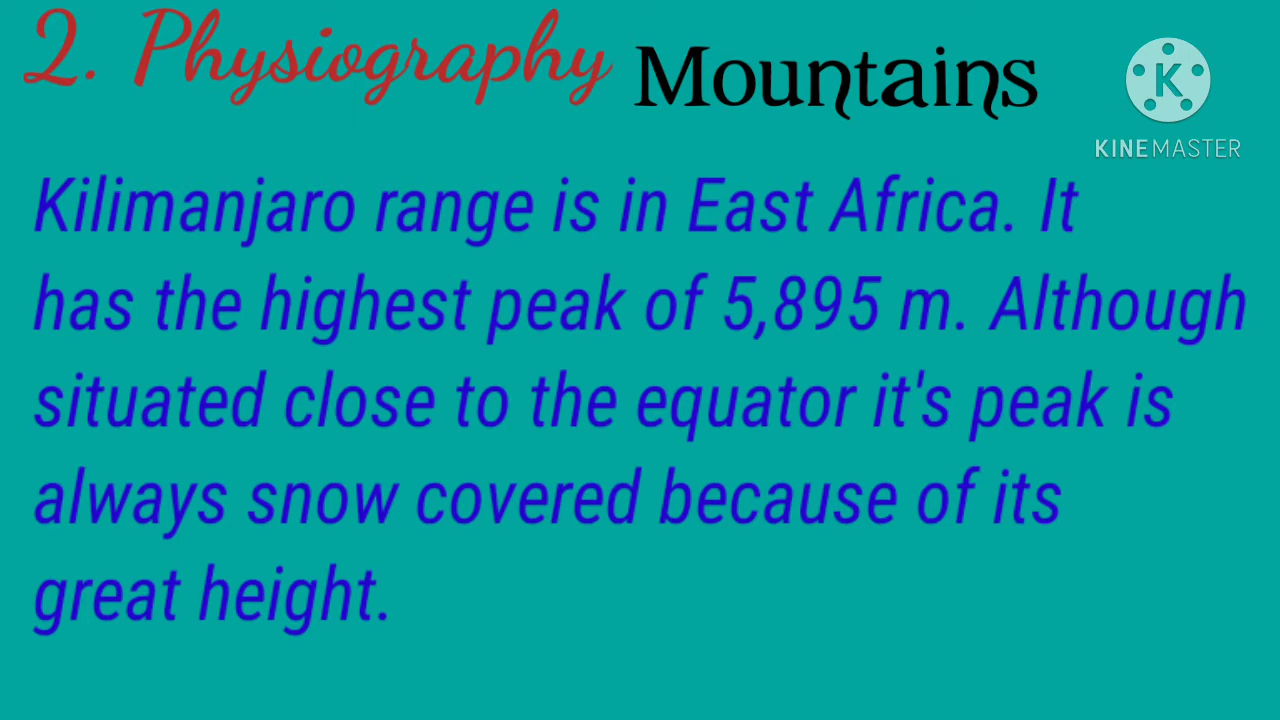 2. Physiography Mountains
K
KINEMASTER
Kilimanjaro range is in East Africa. It
has the highest peak of 5,895 m. Although
situated close to the equator it's peak is
always snow covered because of its
great height.